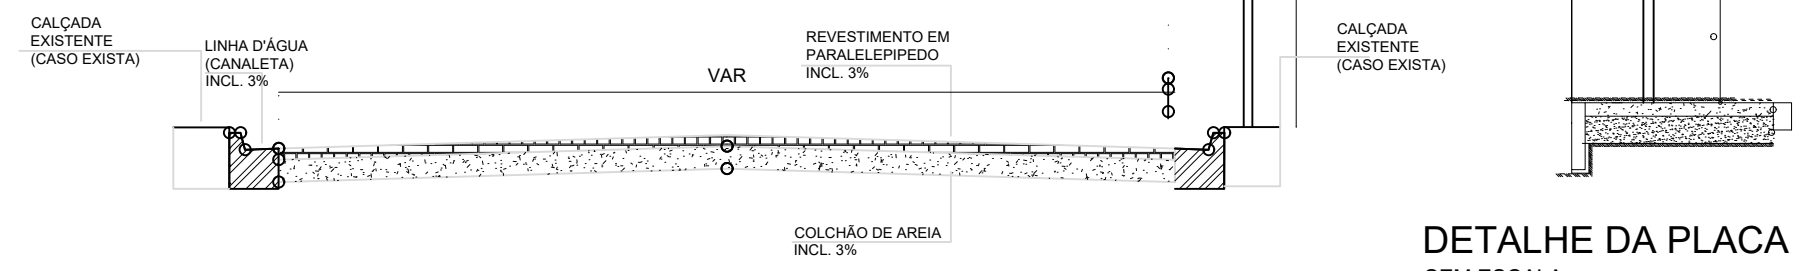 CALÇADA
EXISTENTE
(CASO EXISTA)
LINHA D'ÁGUA
(CANALETA)
INCL. 3%
VAR
REVESTIMENTO EM
PARALELEPIPEDO
INCL. 3%
CALÇADA
EXISTENTE
(CASO EXISTA)
COLCHÃO DE AREIA
INCL. 3%
DETALHE DA PLACA